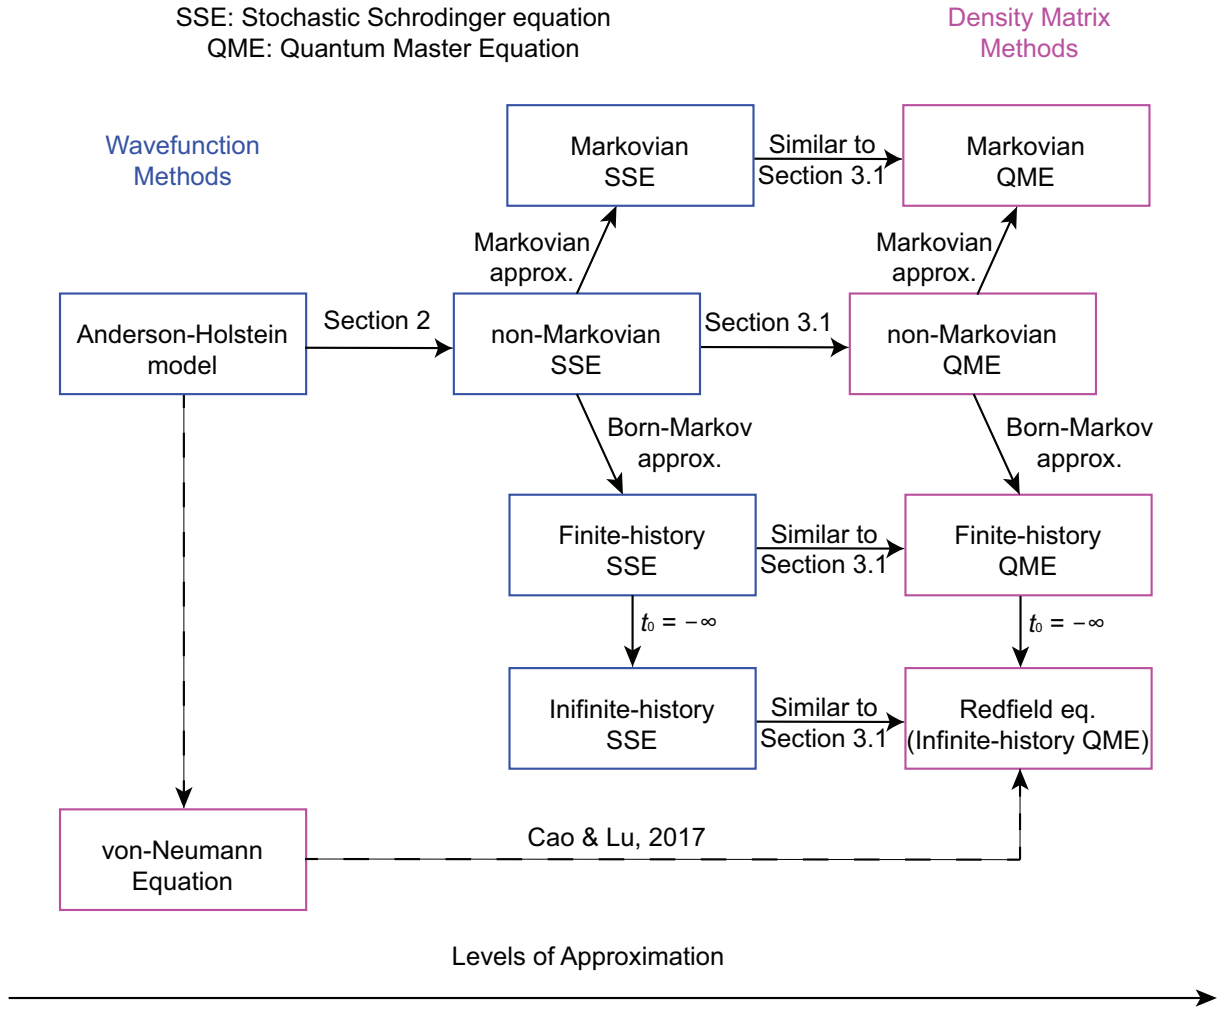 SSE: Stochastic Schrodinger equation
QME: Quantum Master Equation
Density Matrix
Methods
Wavefunction
Methods
Markovian
SSE
Similar to
Section 3.1
Markovian
QME
Markovian
approx.
Markovian
approx.
Anderson-Holstein
model
Section 2
non-Markovian
SSE
Section 3.1
non-Markovian
QME
Born-Markov
approx.
Born-Markov
approx.
Finite-history
SSE
Similar to
Section 3.1
Finite-history
QME
t₀ = −∞
t₀ = −∞
Inifinite-history
SSE
Similar to
Section 3.1
Redfield eq.
(Infinite-history QME)
von-Neumann
Equation
Cao & Lu, 2017
Levels of Approximation